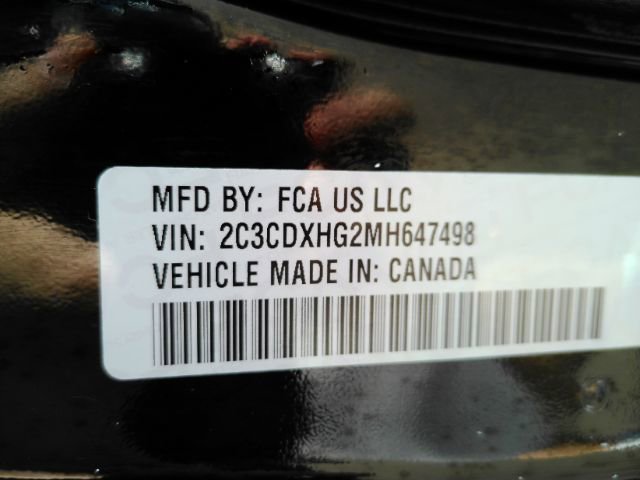 MFD BY: FCA US LLC
VIN: 2C3CDXHG2MH647498
VEHICLE MADE IN: CANADA